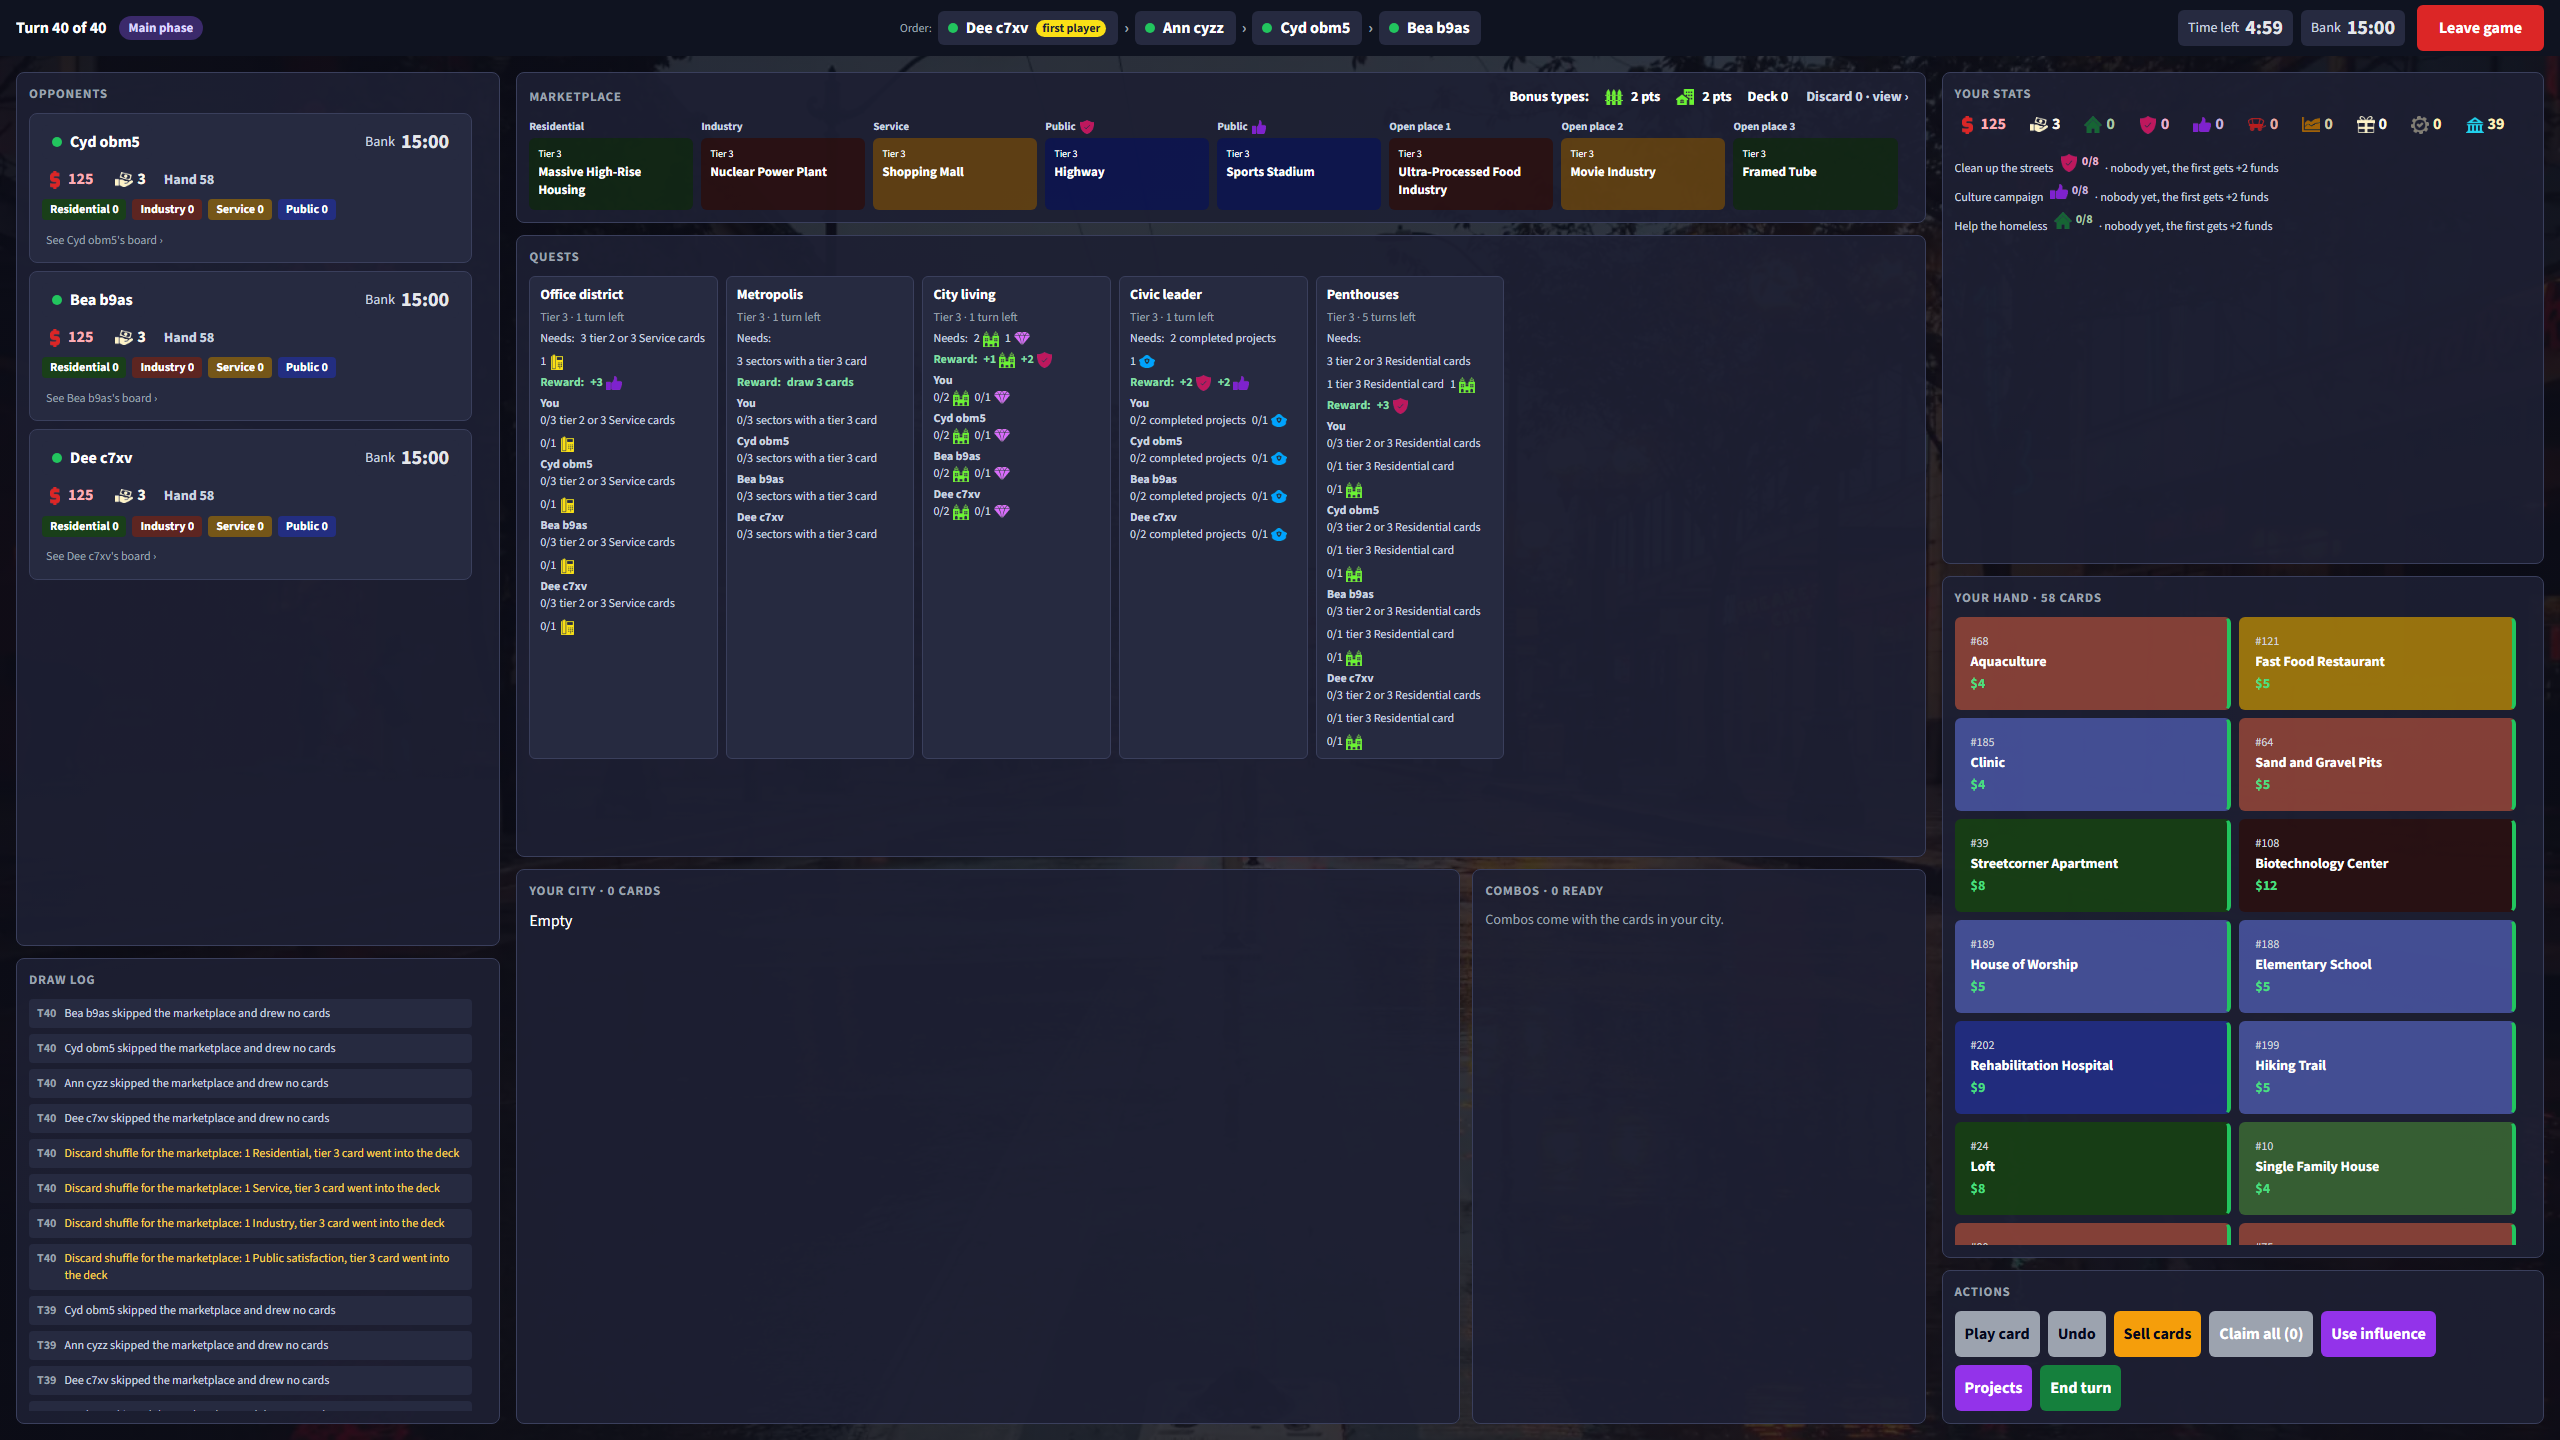 Turn 40 of 40
Main phase
Order:
Dee c7xv first player
›
Ann cyzz
›
Cyd obm5
›
Bea b9as
Time left 4:59
Bank 15:00
Leave game
OPPONENTS
Cyd obm5
Bank 15:00
125 3 Hand 58
Residential 0 Industry 0 Service 0 Public 0
See Cyd obm5's board ›
Bea b9as
Bank 15:00
125 3 Hand 58
Residential 0 Industry 0 Service 0 Public 0
See Bea b9as's board ›
Dee c7xv
Bank 15:00
125 3 Hand 58
Residential 0 Industry 0 Service 0 Public 0
See Dee c7xv's board ›
DRAW LOG
T40 Bea b9as skipped the marketplace and drew no cards
T40 Cyd obm5 skipped the marketplace and drew no cards
T40 Ann cyzz skipped the marketplace and drew no cards
T40 Dee c7xv skipped the marketplace and drew no cards
T40 Discard shuffle for the marketplace: 1 Residential, tier 3 card went into the deck
T40 Discard shuffle for the marketplace: 1 Service, tier 3 card went into the deck
T40 Discard shuffle for the marketplace: 1 Industry, tier 3 card went into the deck
T40 Discard shuffle for the marketplace: 1 Public satisfaction, tier 3 card went into
the deck
T39 Cyd obm5 skipped the marketplace and drew no cards
T39 Ann cyzz skipped the marketplace and drew no cards
T39 Dee c7xv skipped the marketplace and drew no cards
MARKETPLACE
Bonus types: 2 pts 2 pts Deck 0 Discard 0 · view ›
Residential
Tier 3
Massive High-Rise
Housing
Industry
Tier 3
Nuclear Power Plant
Service
Tier 3
Shopping Mall
Public
Tier 3
Highway
Public
Tier 3
Sports Stadium
Open place 1
Tier 3
Ultra-Processed Food
Industry
Open place 2
Tier 3
Movie Industry
Open place 3
Tier 3
Framed Tube
QUESTS
Office district
Tier 3 · 1 turn left
Needs: 3 tier 2 or 3 Service cards
1
Reward: +3
You
0/3 tier 2 or 3 Service cards
0/1
Cyd obm5
0/3 tier 2 or 3 Service cards
0/1
Bea b9as
0/3 tier 2 or 3 Service cards
0/1
Dee c7xv
0/3 tier 2 or 3 Service cards
0/1
Metropolis
Tier 3 · 1 turn left
Needs:
3 sectors with a tier 3 card
Reward: draw 3 cards
You
0/3 sectors with a tier 3 card
Cyd obm5
0/3 sectors with a tier 3 card
Bea b9as
0/3 sectors with a tier 3 card
Dee c7xv
0/3 sectors with a tier 3 card
City living
Tier 3 · 1 turn left
Needs: 2 1
Reward: +1 +2
You
0/2 0/1
Cyd obm5
0/2 0/1
Bea b9as
0/2 0/1
Dee c7xv
0/2 0/1
Civic leader
Tier 3 · 1 turn left
Needs: 2 completed projects
1
Reward: +2 +2
You
0/2 completed projects 0/1
Cyd obm5
0/2 completed projects 0/1
Bea b9as
0/2 completed projects 0/1
Dee c7xv
0/2 completed projects 0/1
Penthouses
Tier 3 · 5 turns left
Needs:
3 tier 2 or 3 Residential cards
1 tier 3 Residential card 1
Reward: +3
You
0/3 tier 2 or 3 Residential cards
0/1 tier 3 Residential card
0/1
Cyd obm5
0/3 tier 2 or 3 Residential cards
0/1 tier 3 Residential card
0/1
Bea b9as
0/3 tier 2 or 3 Residential cards
0/1 tier 3 Residential card
0/1
Dee c7xv
0/3 tier 2 or 3 Residential cards
0/1 tier 3 Residential card
0/1
YOUR CITY · 0 CARDS
Empty
COMBOS · 0 READY
Combos come with the cards in your city.
YOUR STATS
125 3 0 0 0 0 0 0 0 39
Clean up the streets 0/8 · nobody yet, the first gets +2 funds
Culture campaign 0/8 · nobody yet, the first gets +2 funds
Help the homeless 0/8 · nobody yet, the first gets +2 funds
YOUR HAND · 58 CARDS
#68
Aquaculture
$4
#121
Fast Food Restaurant
$5
#185
Clinic
$4
#64
Sand and Gravel Pits
$5
#39
Streetcorner Apartment
$8
#108
Biotechnology Center
$12
#189
House of Worship
$5
#188
Elementary School
$5
#202
Rehabilitation Hospital
$9
#199
Hiking Trail
$5
#24
Loft
$8
#10
Single Family House
$4
ACTIONS
Play card
Undo
Sell cards
Claim all (0)
Use influence
Projects
End turn